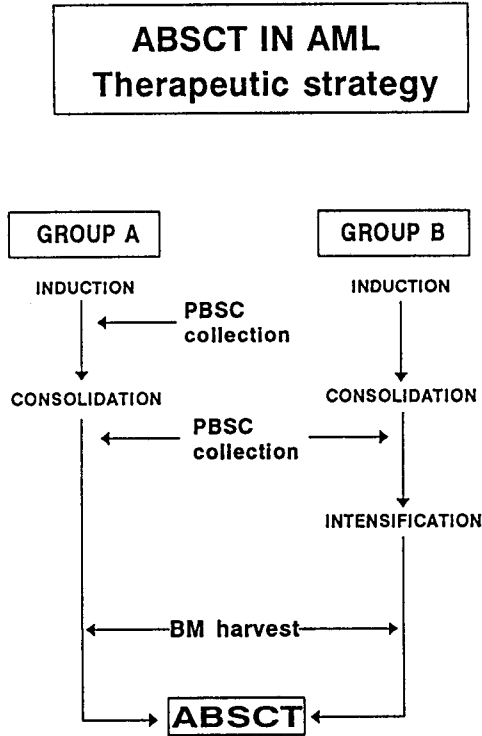 ABSCT IN AML
Therapeutic strategy
GROUP A
GROUP B
INDUCTION
INDUCTION
PBSC
collection
CONSOLIDATION
CONSOLIDATION
PBSC
collection
INTENSIFICATION
BM harvest
ABSCT